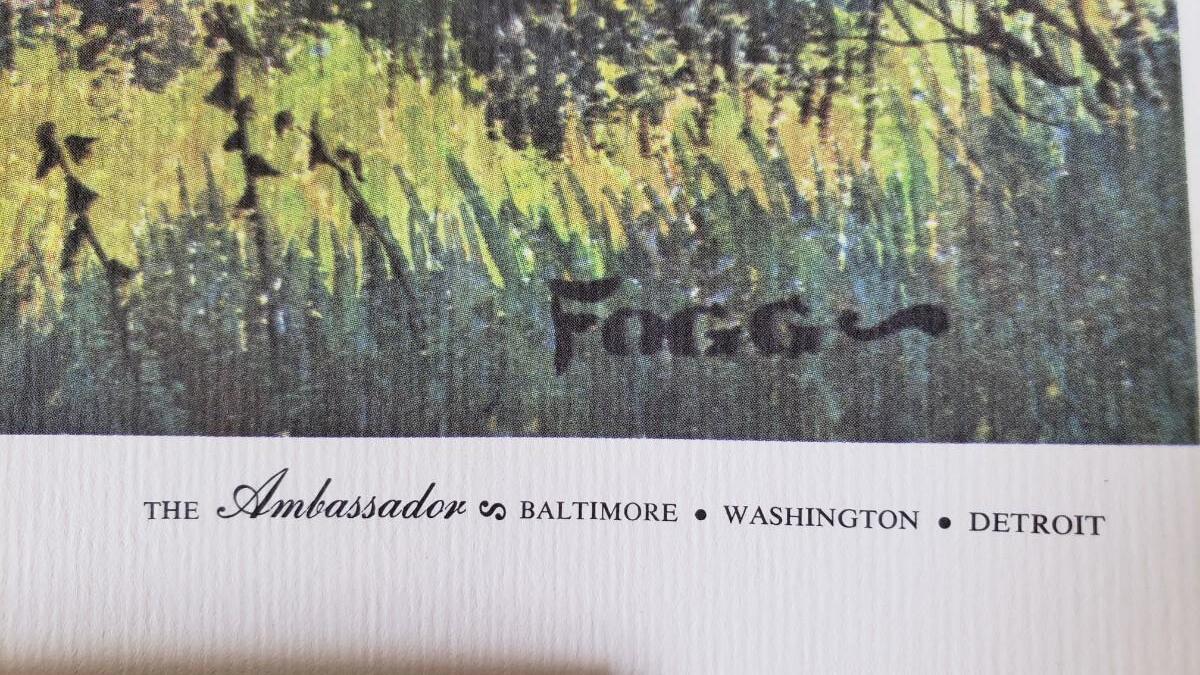 FOGG
THE Ambassador ∽ BALTIMORE • WASHINGTON • DETROIT